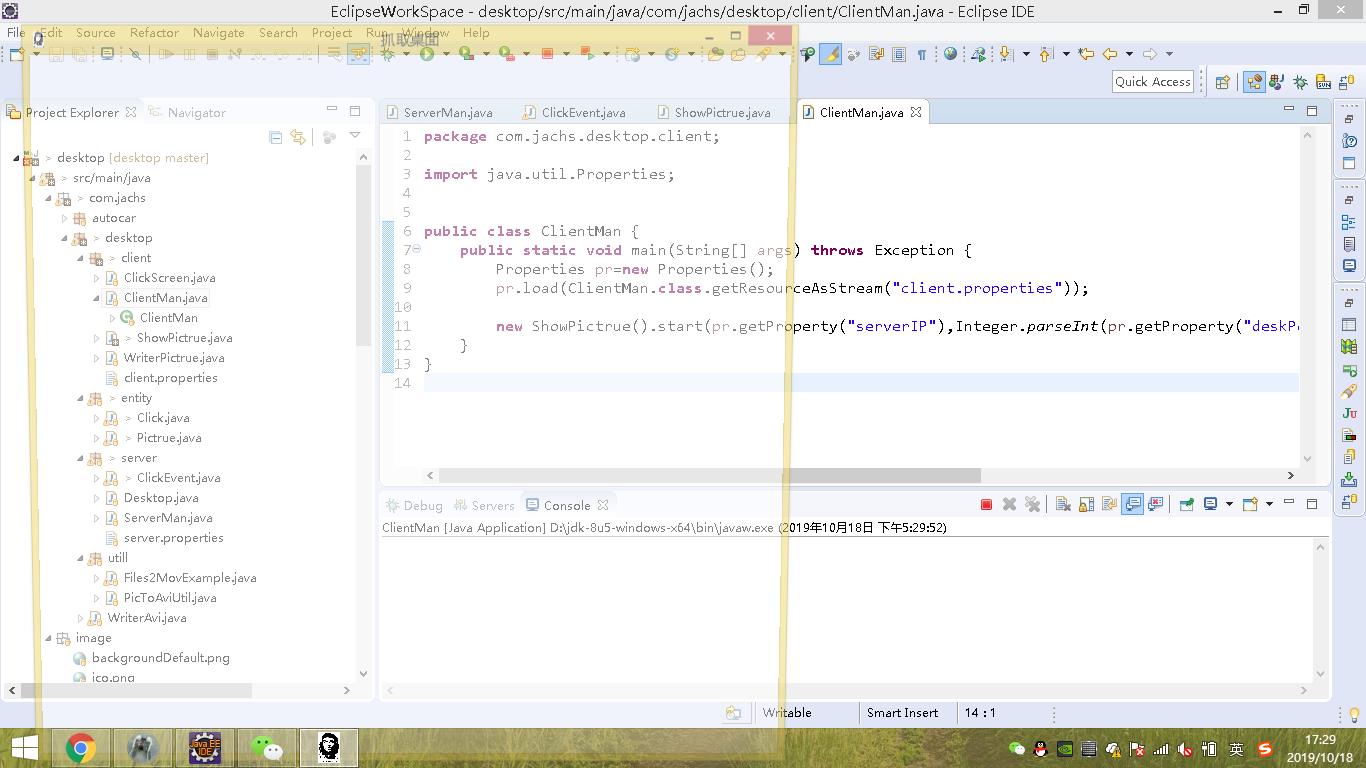 EclipseWorkSpace - desktop/src/main/java/com/jachs/desktop/client/ClientMan.java - Eclipse IDE
File Edit Source Refactor Navigate Search Project Run Window Help
抓取桌面
Quick Access
Project Explorer Navigator
ServerMan.java ClickEvent.java ShowPictrue.java ClientMan.java
> desktop [desktop master]
> src/main/java
> com.jachs
autocar
> desktop
> client
ClickScreen.java
ClientMan.java
ClientMan
> ShowPictrue.java
WriterPictrue.java
client.properties
> entity
> Click.java
> Pictrue.java
> server
> ClickEvent.java
Desktop.java
ServerMan.java
server.properties
utill
Files2MovExample.java
PicToAviUtil.java
WriterAvi.java
image
backgroundDefault.png
ico.png
1 package com.jachs.desktop.client;
2
3 import java.util.Properties;
4
5
6 public class ClientMan {
7 public static void main(String[] args) throws Exception {
8 Properties pr=new Properties();
9 pr.load(ClientMan.class.getResourceAsStream("client.properties"));
10
11 new ShowPictrue().start(pr.getProperty("serverIP"),Integer.parseInt(pr.getProperty("deskP
12 }
13 }
14
Debug Servers Console
ClientMan [Java Application] D:\jdk-8u5-windows-x64\bin\javaw.exe (2019年10月18日 下午5:29:52)
Writable Smart Insert 14 : 1
Java EE
IDE
英
17:29
2019/10/18